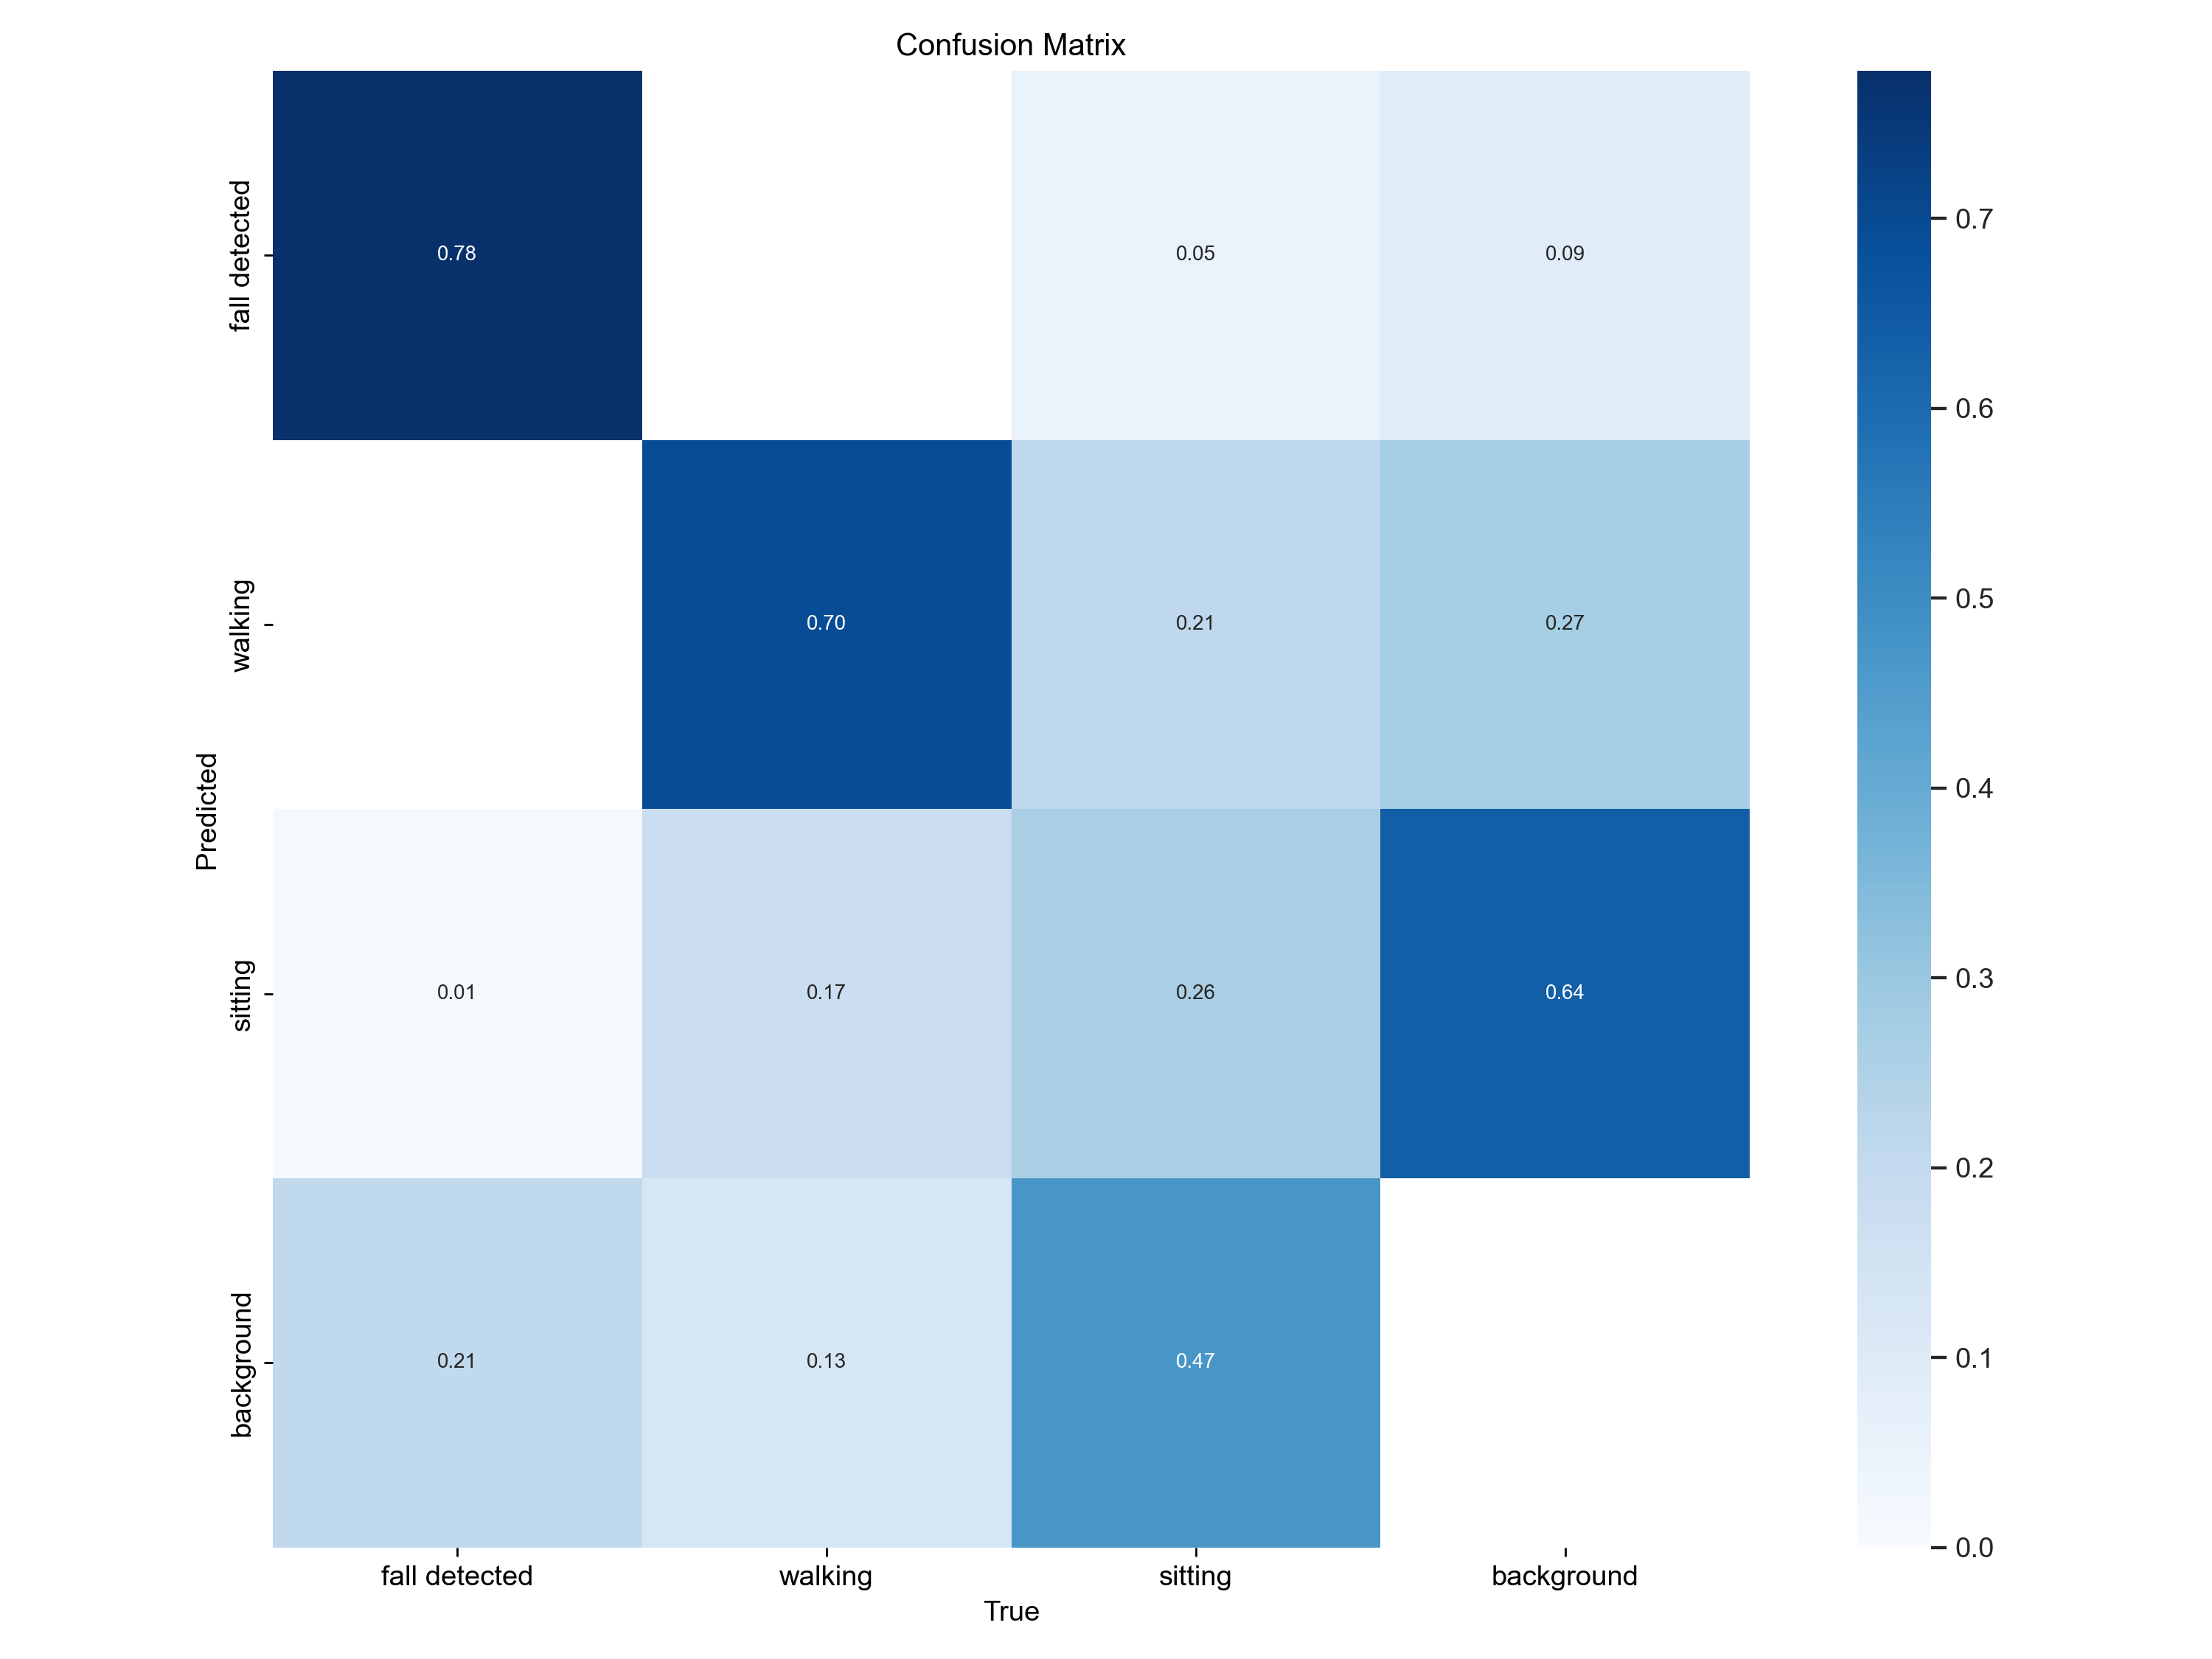 Confusion Matrix
fall detected
0.78
0.05
0.09
walking
0.70
0.21
0.27
Predicted
sitting
0.01
0.17
0.26
0.64
background
0.21
0.13
0.47
fall detected
walking
sitting
background
True
0.7
0.6
0.5
0.4
0.3
0.2
0.1
0.0